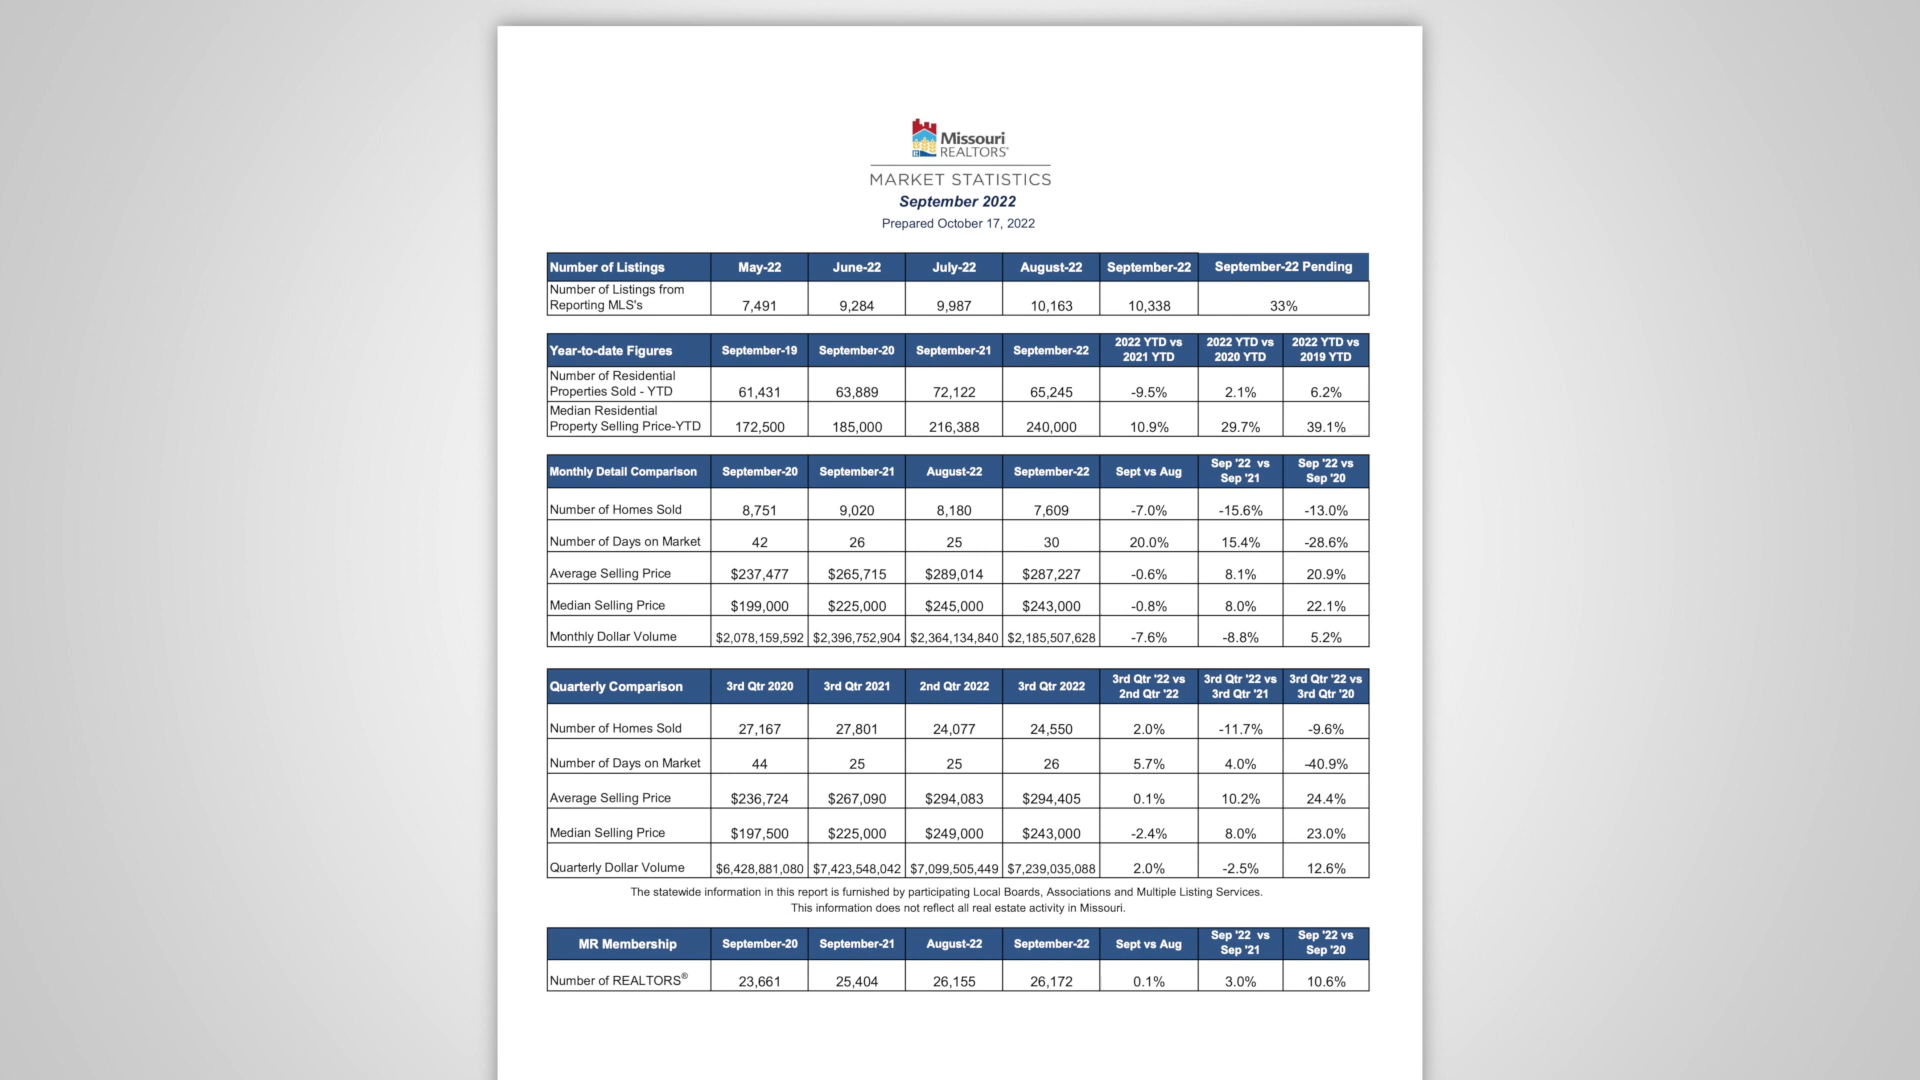 Missouri
REALTORS®
MARKET STATISTICS
September 2022
Prepared October 17, 2022
Number of Listings May-22 June-22 July-22 August-22 September-22 September-22 Pending
Number of Listings from
Reporting MLS's 7,491 9,284 9,987 10,163 10,338 33%
Year-to-date Figures September-19 September-20 September-21 September-22 2022 YTD vs 2021 YTD 2022 YTD vs 2020 YTD 2022 YTD vs 2019 YTD
Number of Residential
Properties Sold - YTD 61,431 63,889 72,122 65,245 -9.5% 2.1% 6.2%
Median Residential
Property Selling Price-YTD 172,500 185,000 216,388 240,000 10.9% 29.7% 39.1%
Monthly Detail Comparison September-20 September-21 August-22 September-22 Sept vs Aug Sep '22 vs Sep '21 Sep '22 vs Sep '20
Number of Homes Sold 8,751 9,020 8,180 7,609 -7.0% -15.6% -13.0%
Number of Days on Market 42 26 25 30 20.0% 15.4% -28.6%
Average Selling Price $237,477 $265,715 $289,014 $287,227 -0.6% 8.1% 20.9%
Median Selling Price $199,000 $225,000 $245,000 $243,000 -0.8% 8.0% 22.1%
Monthly Dollar Volume $2,078,159,592 $2,396,752,904 $2,364,134,840 $2,185,507,628 -7.6% -8.8% 5.2%
Quarterly Comparison 3rd Qtr 2020 3rd Qtr 2021 2nd Qtr 2022 3rd Qtr 2022 3rd Qtr '22 vs 2nd Qtr '22 3rd Qtr '22 vs 3rd Qtr '21 3rd Qtr '22 vs 3rd Qtr '20
Number of Homes Sold 27,167 27,801 24,077 24,550 2.0% -11.7% -9.6%
Number of Days on Market 44 25 25 26 5.7% 4.0% -40.9%
Average Selling Price $236,724 $267,090 $294,083 $294,405 0.1% 10.2% 24.4%
Median Selling Price $197,500 $225,000 $249,000 $243,000 -2.4% 8.0% 23.0%
Quarterly Dollar Volume $6,428,881,080 $7,423,548,042 $7,099,505,449 $7,239,035,088 2.0% -2.5% 12.6%
The statewide information in this report is furnished by participating Local Boards, Associations and Multiple Listing Services.
This information does not reflect all real estate activity in Missouri.
MR Membership September-20 September-21 August-22 September-22 Sept vs Aug Sep '22 vs Sep '21 Sep '22 vs Sep '20
Number of REALTORS® 23,661 25,404 26,155 26,172 0.1% 3.0% 10.6%